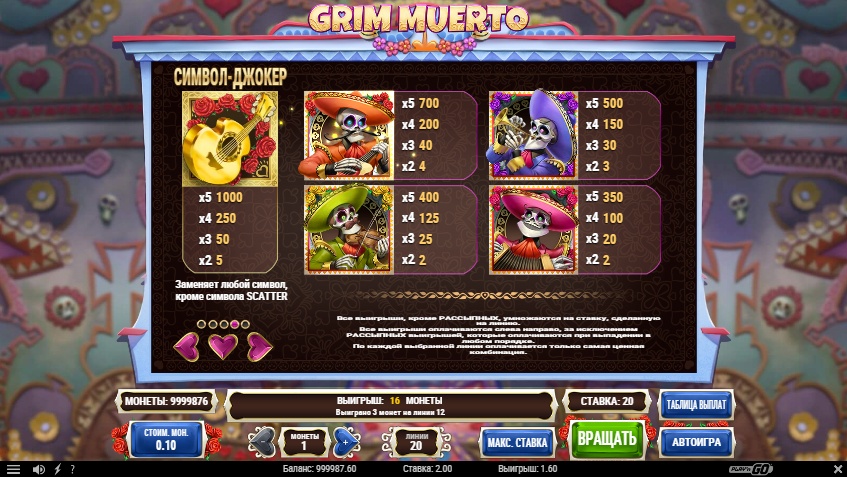 GRIM MUERTO
СИМВОЛ-ДЖОКЕР
x5 1000
x4 250
x3 50
x2 5
Заменяет любой символ,
кроме символа SCATTER
x5 700
x4 200
x3 40
x2 4
x5 500
x4 150
x3 30
x2 3
x5 400
x4 125
x3 25
x2 2
x5 350
x4 100
x3 20
x2 2
Все выигрыши, кроме РАССЫПНЫХ, умножаются на ставку, сделанную
на линию.
Все выигрыши оплачиваются слева направо, за исключением
РАССЫПНЫХ выигрышей, которые оплачиваются при выпадении в
любом порядке.
По каждой выбранной линии оплачивается только самая ценная
комбинация.
МОНЕТЫ: 9999876
ВЫИГРЫШ: 16 МОНЕТЫ
Выиграно 3 монет на линии 12
СТАВКА: 20
ТАБЛИЦА ВЫПЛАТ
СТОИМ. МОН.
0.10
МОНЕТЫ
1
+
ЛИНИИ
20
МАКС. СТАВКА
ВРАЩАТЬ
АВТОИГРА
?
Баланс: 999987.60
Ставка: 2.00
Выигрыш: 1.60
PLAY'N GO